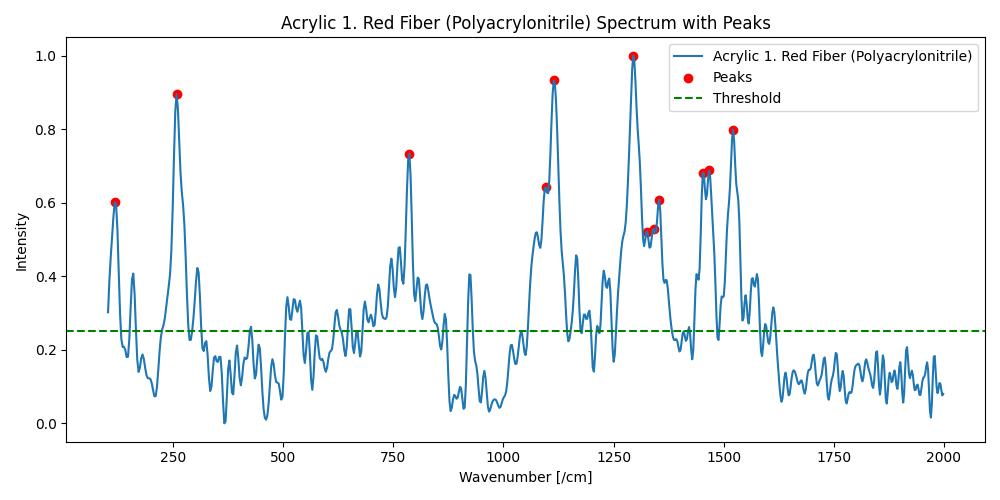 Acrylic 1. Red Fiber (Polyacrylonitrile) Spectrum with Peaks
Acrylic 1. Red Fiber (Polyacrylonitrile)
Peaks
Threshold
Intensity
1.0
0.8
0.6
0.4
0.2
0.0
250 500 750 1000 1250 1500 1750 2000
Wavenumber [/cm]